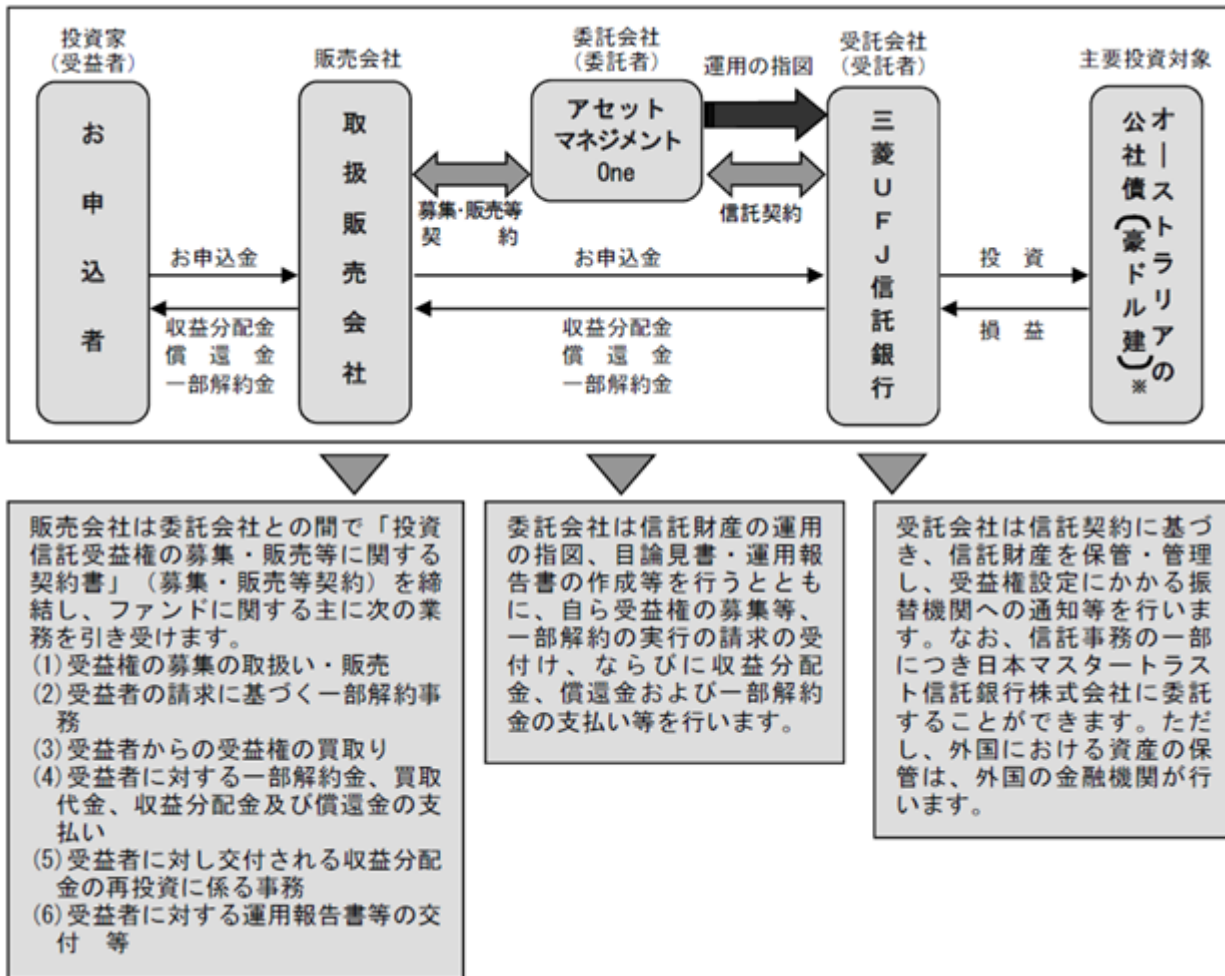 投資家
(受益者)
販売会社
委託会社
(委託者)
運用の指図
受託会社
(受託者)
主要投資対象
お申込者
取扱販売会社
アセット
マネジメント
One
三菱UFJ信託銀行
オーストラリアの
公社債(豪ドル建)※
募集・販売等
契約
信託契約
お申込金
お申込金
投資
収益分配金
償還金
一部解約金
収益分配金
償還金
一部解約金
損益
販売会社は委託会社との間で「投資
信託受益権の募集・販売等に関する
契約書」（募集・販売等契約）を締
結し、ファンドに関する主に次の業
務を引き受けます。
(1)受益権の募集の取扱い・販売
(2)受益者の請求に基づく一部解約事
務
(3)受益者からの受益権の買取り
(4)受益者に対する一部解約金、買取
代金、収益分配金及び償還金の支
払い
(5)受益者に対し交付される収益分配
金の再投資に係る事務
(6)受益者に対する運用報告書等の交
付　等
委託会社は信託財産の運用
の指図、目論見書・運用報
告書の作成等を行うととも
に、自ら受益権の募集等、
一部解約の実行の請求の受
付け、ならびに収益分配
金、償還金および一部解約
金の支払い等を行います。
受託会社は信託契約に基づ
き、信託財産を保管・管理
し、受益権設定にかかる振
替機関への通知等を行いま
す。なお、信託事務の一部
につき日本マスタートラス
ト信託銀行株式会社に委託
することができます。ただ
し、外国における資産の保
管は、外国の金融機関が行
います。